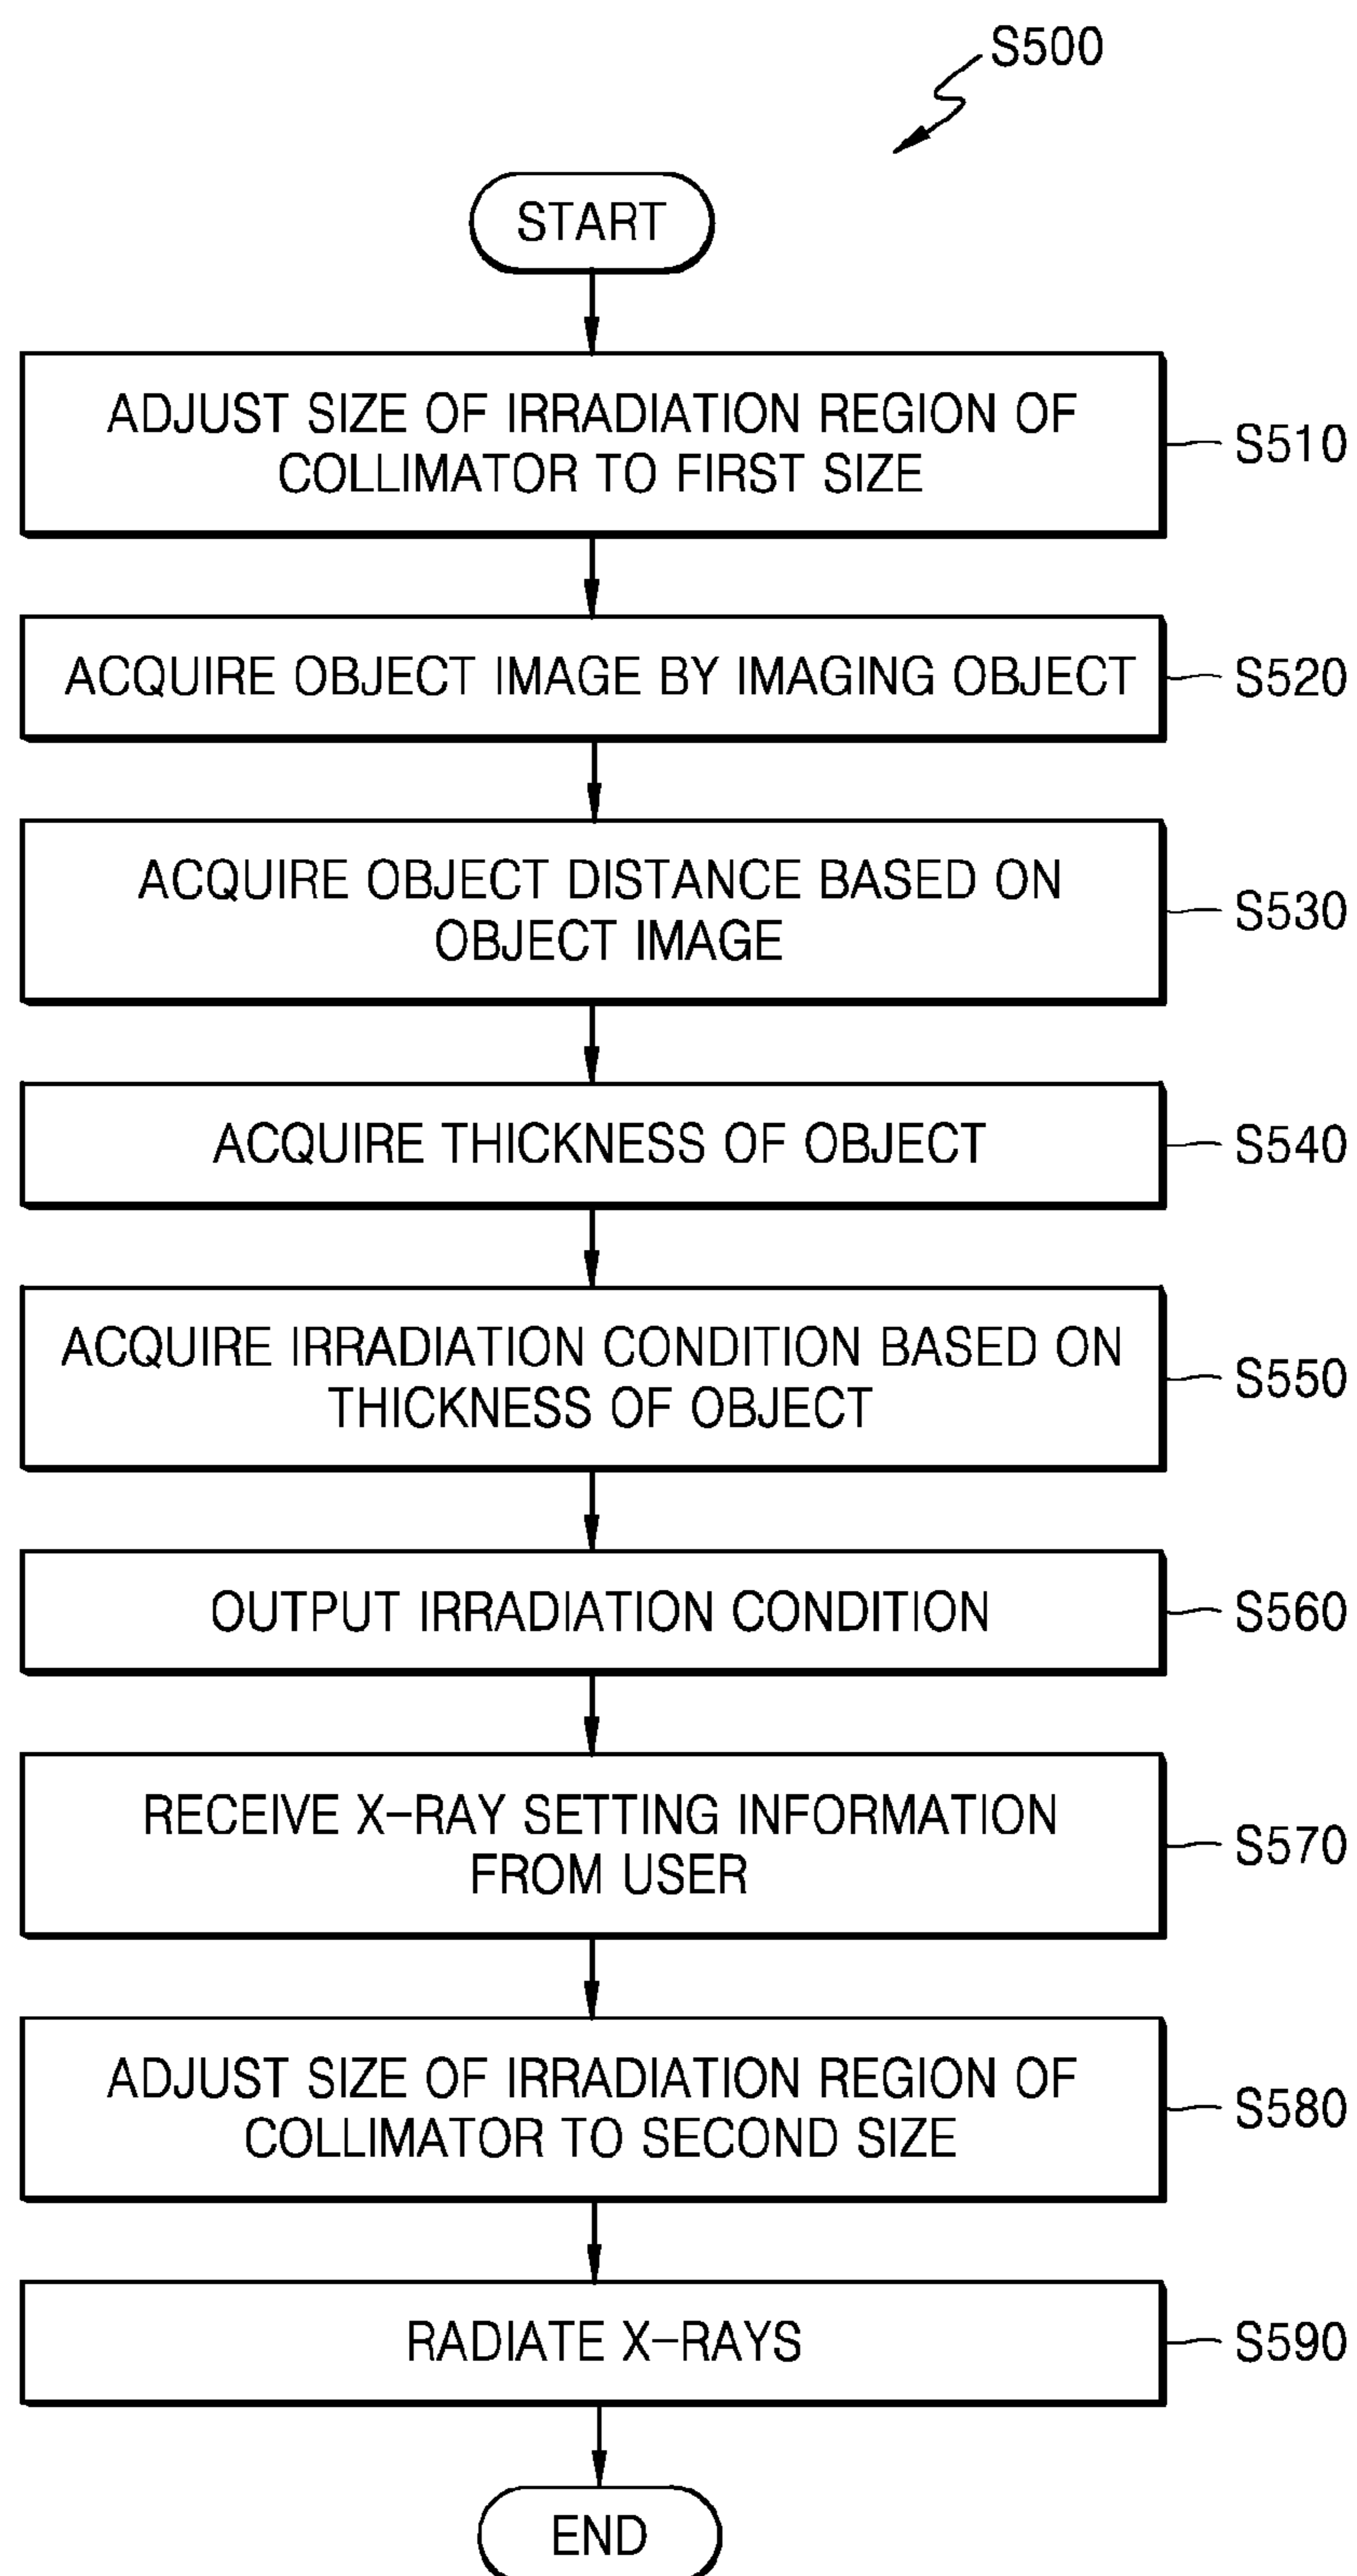 S500
START
ADJUST SIZE OF IRRADIATION REGION OF
COLLIMATOR TO FIRST SIZE
S510
ACQUIRE OBJECT IMAGE BY IMAGING OBJECT
S520
ACQUIRE OBJECT DISTANCE BASED ON
OBJECT IMAGE
S530
ACQUIRE THICKNESS OF OBJECT
S540
ACQUIRE IRRADIATION CONDITION BASED ON
THICKNESS OF OBJECT
S550
OUTPUT IRRADIATION CONDITION
S560
RECEIVE X-RAY SETTING INFORMATION
FROM USER
S570
ADJUST SIZE OF IRRADIATION REGION OF
COLLIMATOR TO SECOND SIZE
S580
RADIATE X-RAYS
S590
END